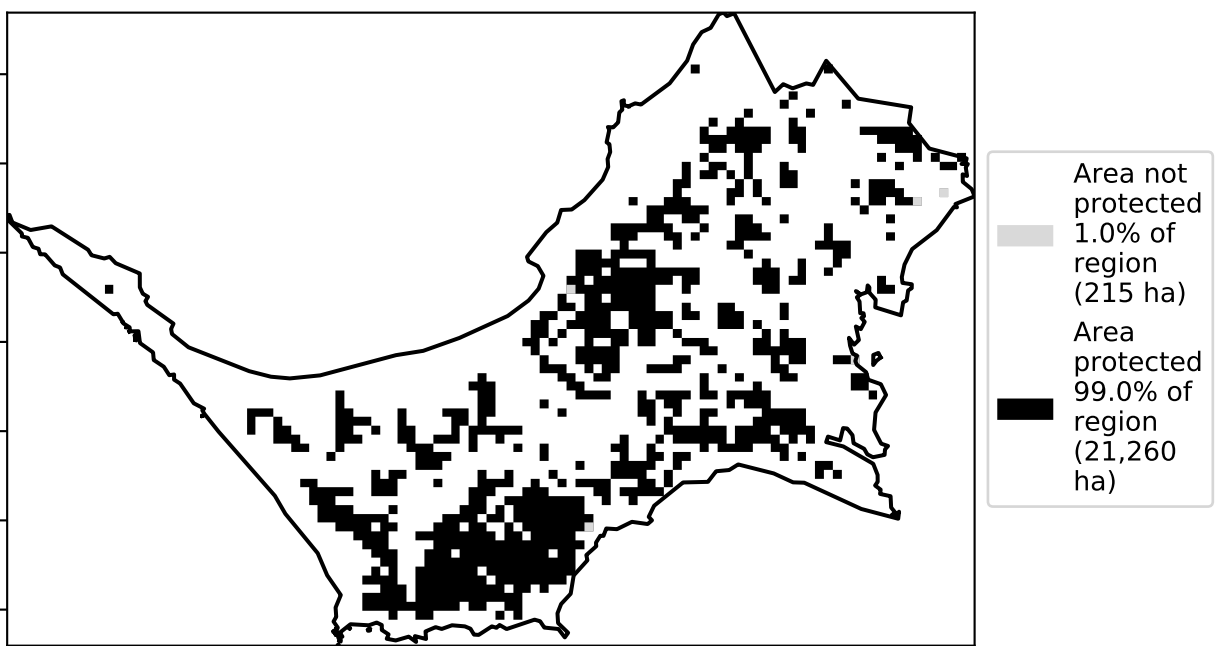 Area not
protected
1.0% of
region
(215 ha)
Area
protected
99.0% of
region
(21,260
ha)